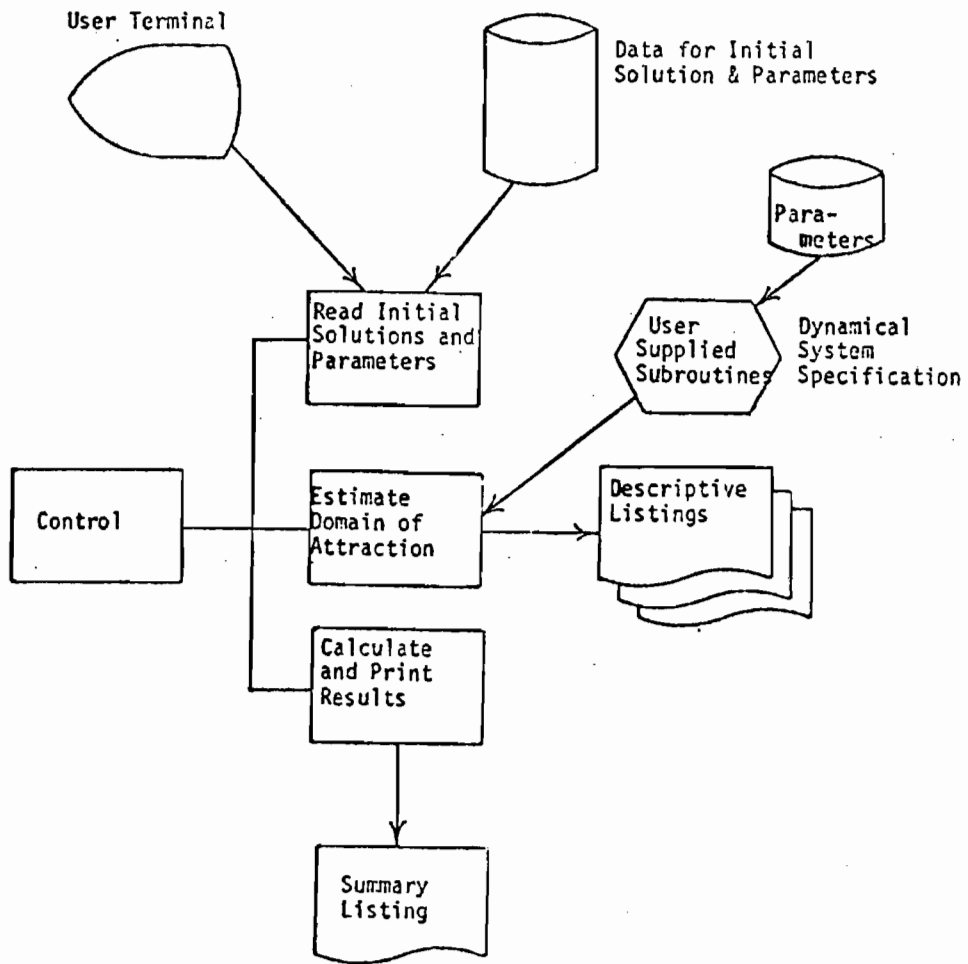 User Terminal
Data for Initial
Solution & Parameters
Para-
meters
Read Initial
Solutions and
Parameters
User
Supplied
Subroutines
Dynamical
System
Specification
Control
Estimate
Domain of
Attraction
Descriptive
Listings
Calculate
and Print
Results
Summary
Listing